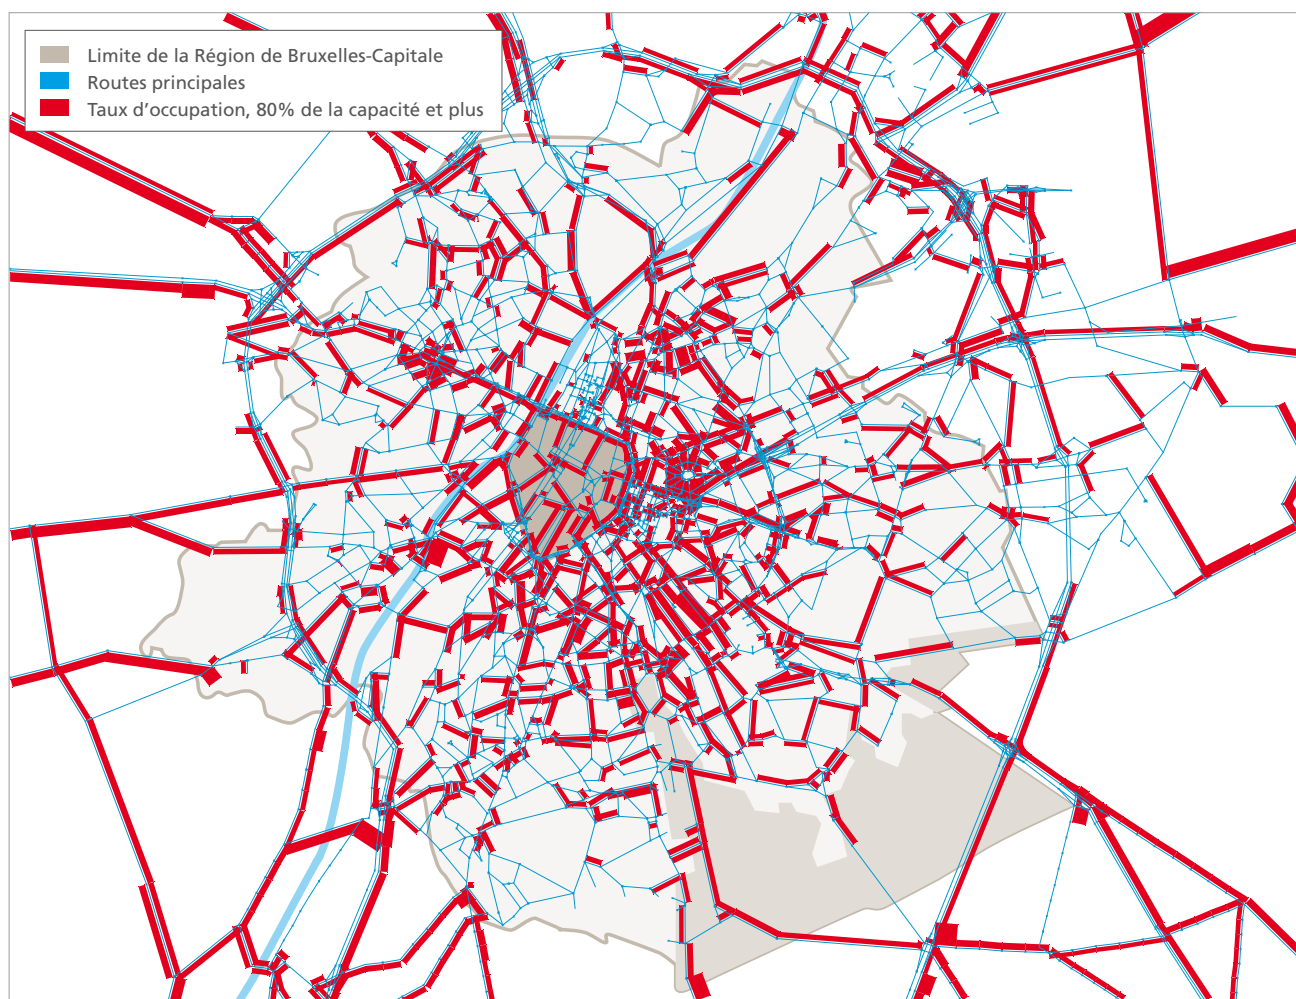 Limite de la Région de Bruxelles-Capitale
Routes principales
Taux d’occupation, 80% de la capacité et plus